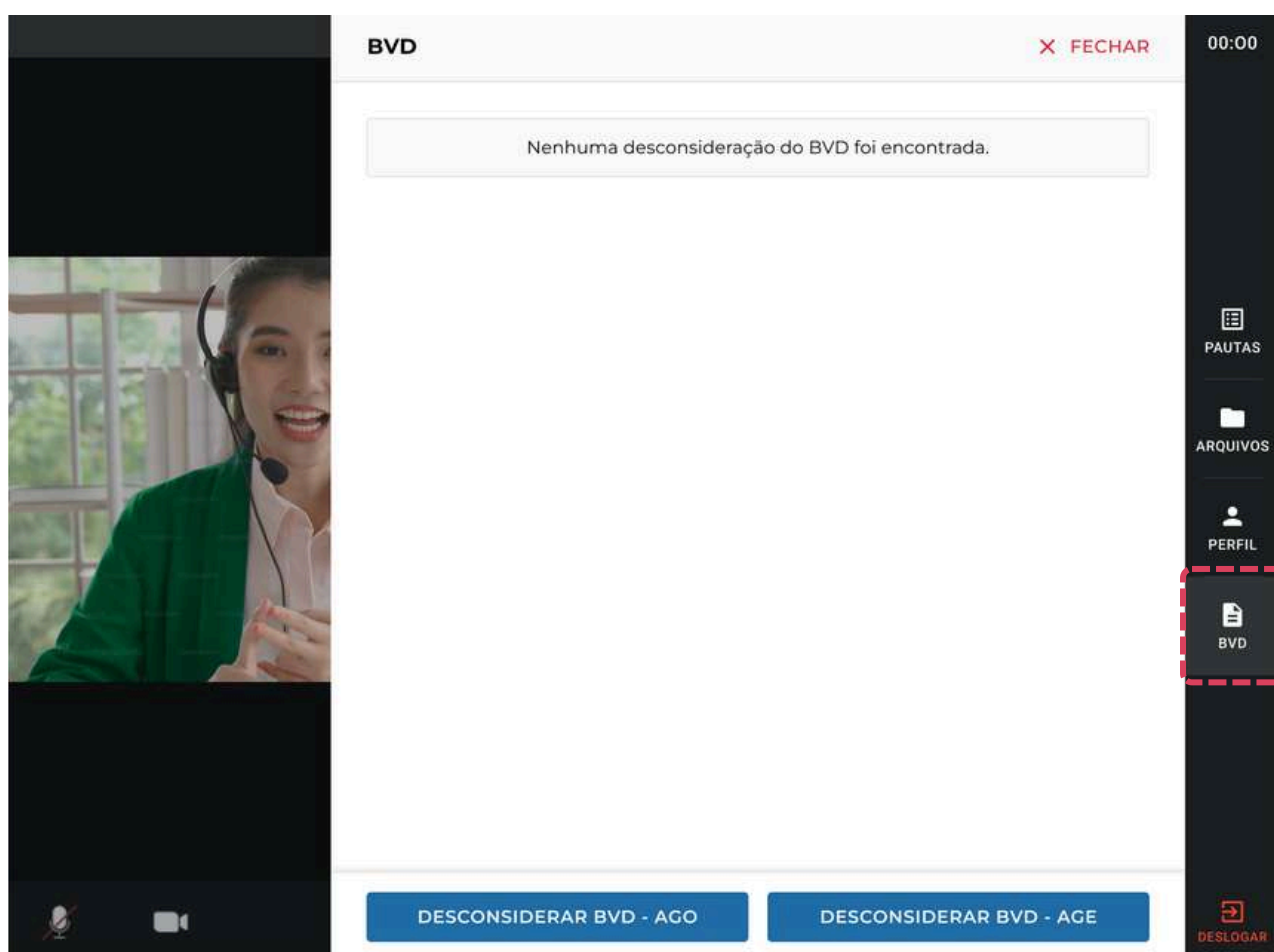 BVD
FECHAR
00:00
Nenhuma desconsideração do BVD foi encontrada.
PAUTAS
ARQUIVOS
PERFIL
BVD
DESCONSIDERAR BVD - AGO
DESCONSIDERAR BVD - AGE
DESLOGAR